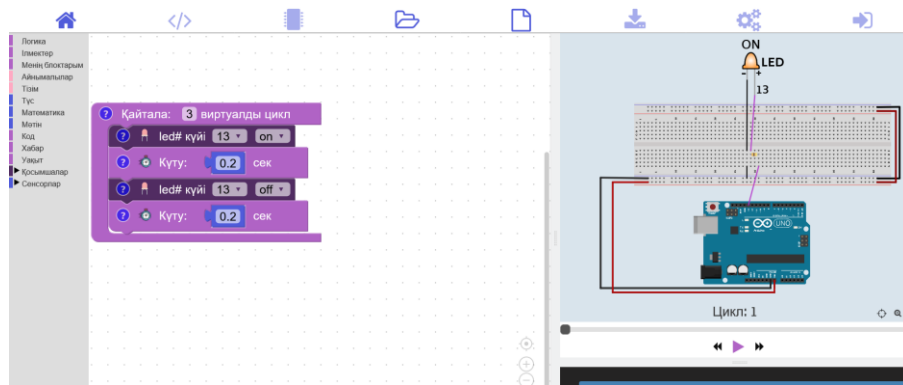 Логика
Ілмектер
Менің блоктарым
Айнымалылар
Тізім
Түс
Математика
Мәтін
Код
Хабар
Уақыт
Қосымшалар
Сенсорлар
Қайтала: 3 виртуалды цикл
led# күйі 13 on
Күту: 0.2 сек
led# күйі 13 off
Күту: 0.2 сек
ON
LED
- +
13
UNO
Цикл: 1